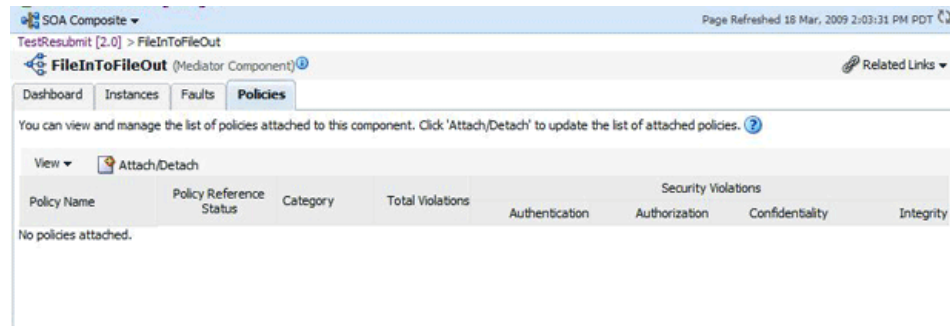 SOA Composite
Page Refreshed 18 Mar, 2009 2:03:31 PM PDT
TestResubmit [2.0] > FileInToFileOut
FileInToFileOut (Mediator Component)
Related Links
Dashboard Instances Faults Policies
You can view and manage the list of policies attached to this component. Click 'Attach/Detach' to update the list of attached policies.
View Attach/Detach
Policy Name Policy Reference Status Category Total Violations Security Violations
Authentication Authorization Confidentiality Integrity
No policies attached.